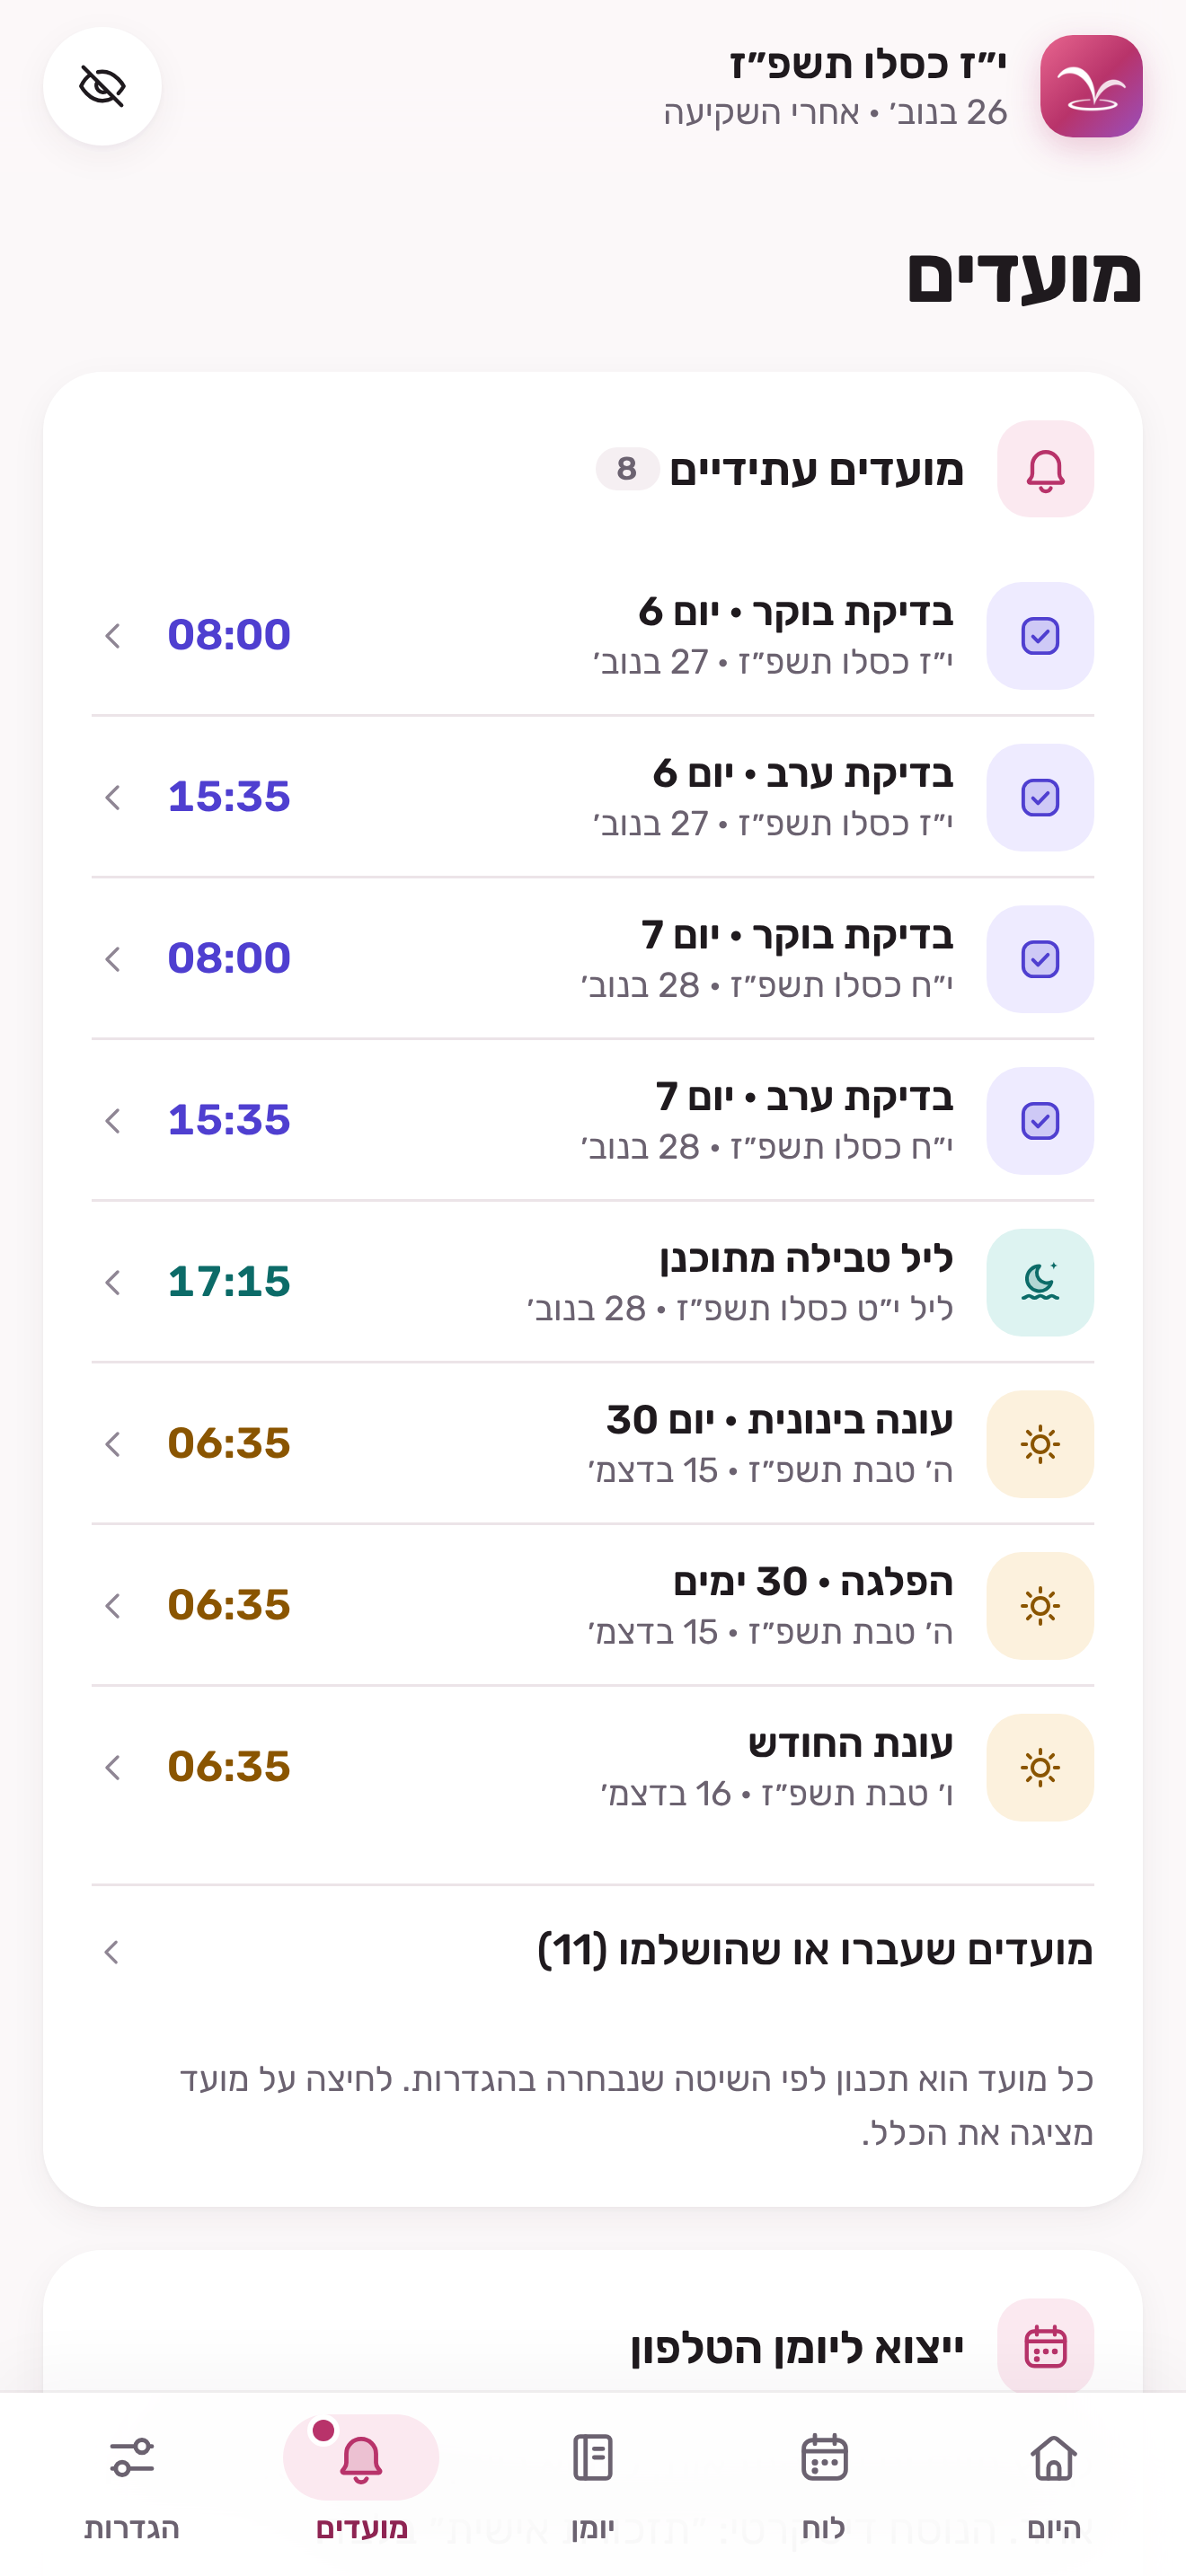 י״ז כסלו תשפ״ז
26 בנוב׳ • אחרי השקיעה
מועדים
מועדים עתידיים 8
בדיקת בוקר • יום 6
י״ז כסלו תשפ״ז • 27 בנוב׳
08:00
בדיקת ערב • יום 6
י״ז כסלו תשפ״ז • 27 בנוב׳
15:35
בדיקת בוקר • יום 7
י״ח כסלו תשפ״ז • 28 בנוב׳
08:00
בדיקת ערב • יום 7
י״ח כסלו תשפ״ז • 28 בנוב׳
15:35
ליל טבילה מתוכנן
ליל י״ט כסלו תשפ״ז • 28 בנוב׳
17:15
עונה בינונית • יום 30
ה׳ טבת תשפ״ז • 15 בדצמ׳
06:35
הפלגה • 30 ימים
ה׳ טבת תשפ״ז • 15 בדצמ׳
06:35
עונת החודש
ו׳ טבת תשפ״ז • 16 בדצמ׳
06:35
מועדים שעברו או שהושלמו (11)
כל מועד הוא תכנון לפי השיטה שנבחרה בהגדרות. לחיצה על מועד
מציגה את הכלל.
ייצוא ליומן הטלפון
היום
לוח
יומן
מועדים
הגדרות